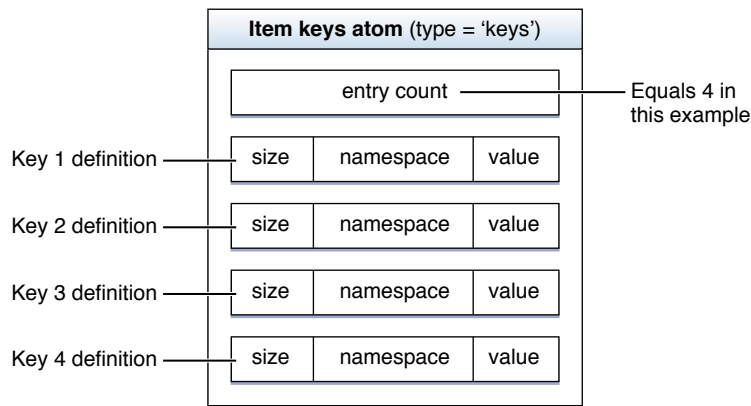 Item keys atom (type = ‘keys’)
entry count
Equals 4 in
this example
Key 1 definition
size namespace value
Key 2 definition
size namespace value
Key 3 definition
size namespace value
Key 4 definition
size namespace value